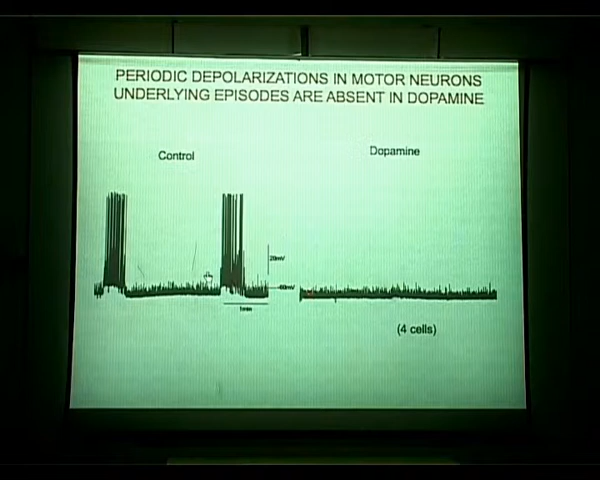 PERIODIC DEPOLARIZATIONS IN MOTOR NEURONS
UNDERLYING EPISODES ARE ABSENT IN DOPAMINE
Control
Dopamine
20mV
-60mV
1min
(4 cells)